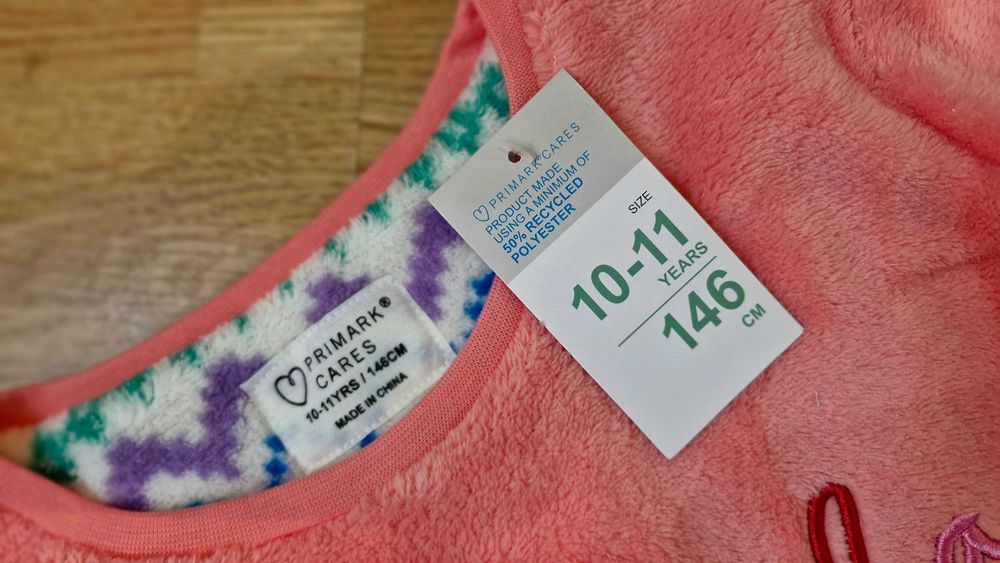 PRIMARK® CARES
PRODUCT MADE
USING A MINIMUM OF
50% RECYCLED
POLYESTER
SIZE
10-11
YEARS
146
CM
PRIMARK®
CARES
10-11YRS / 146CM
MADE IN CHINA